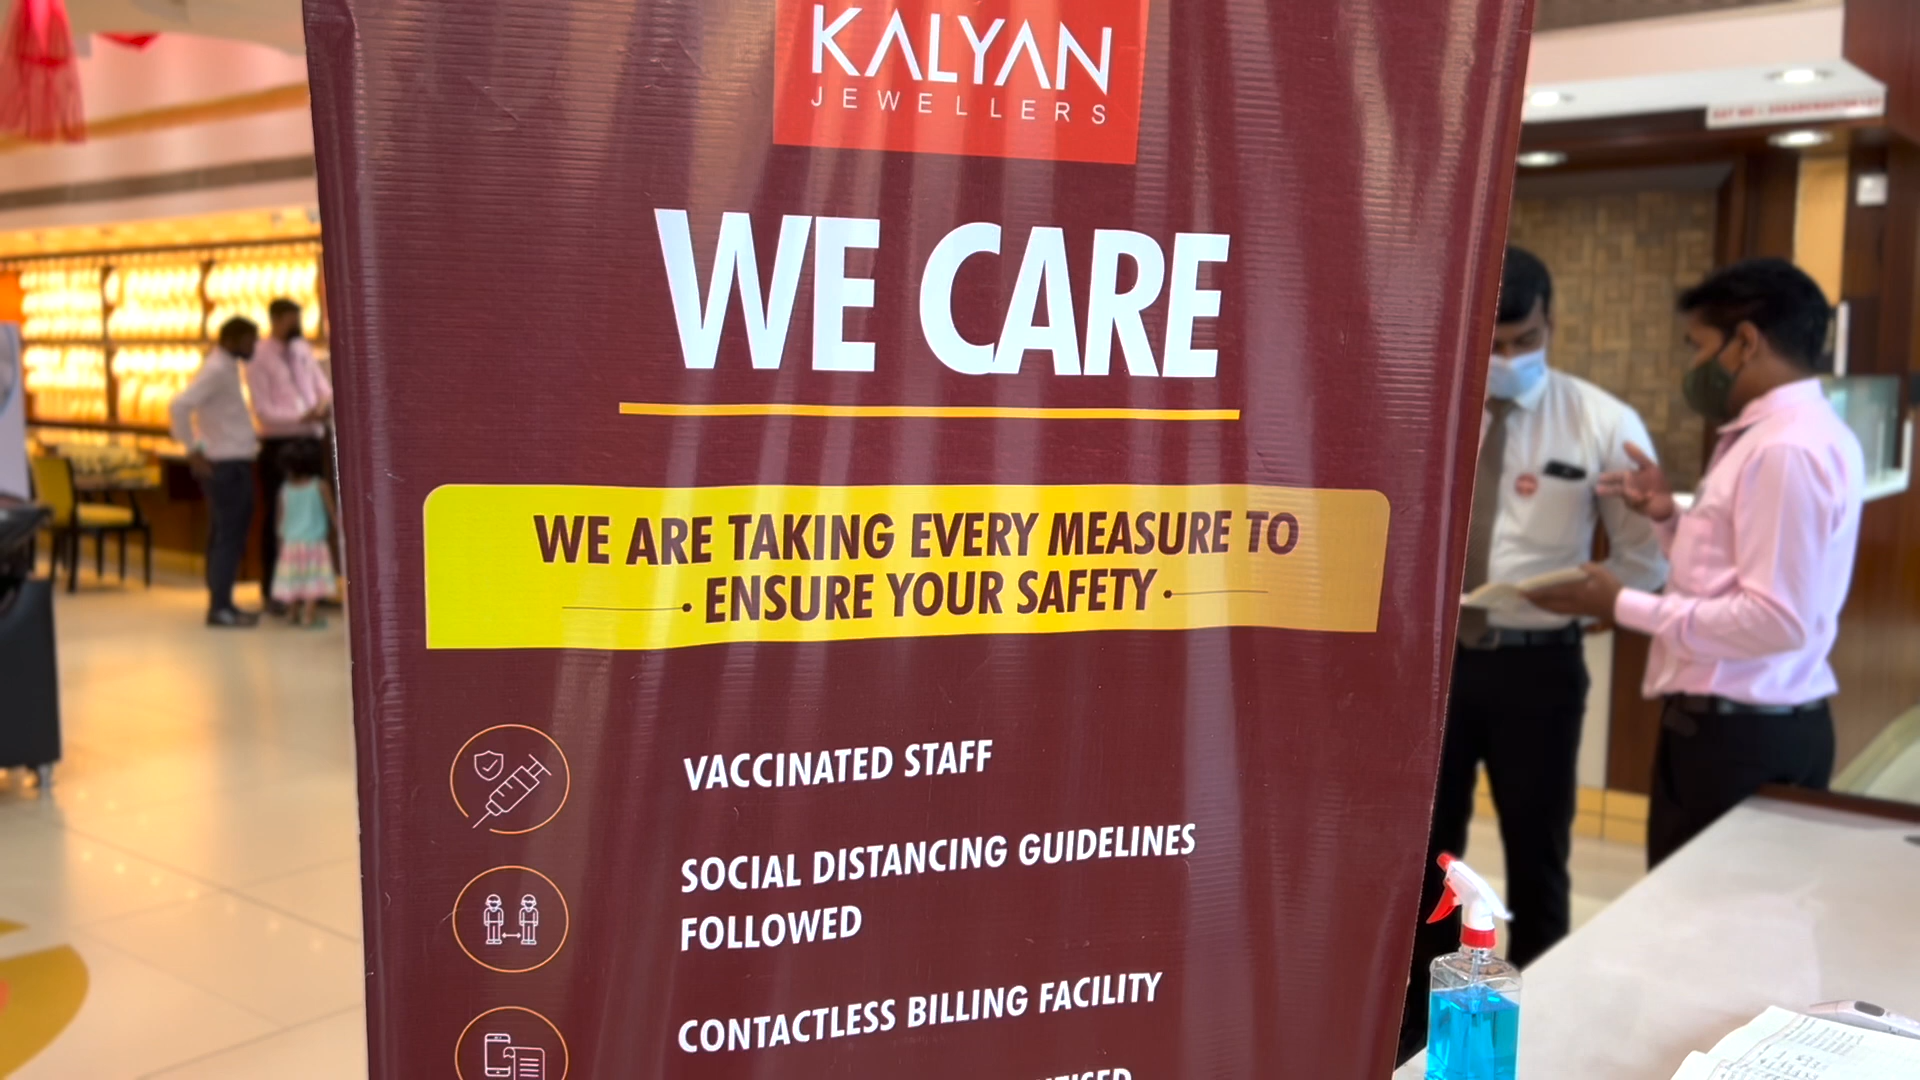 KALYAN
JEWELLERS
WE CARE
WE ARE TAKING EVERY MEASURE TO
ENSURE YOUR SAFETY
VACCINATED STAFF
SOCIAL DISTANCING GUIDELINES
FOLLOWED
CONTACTLESS BILLING FACILITY